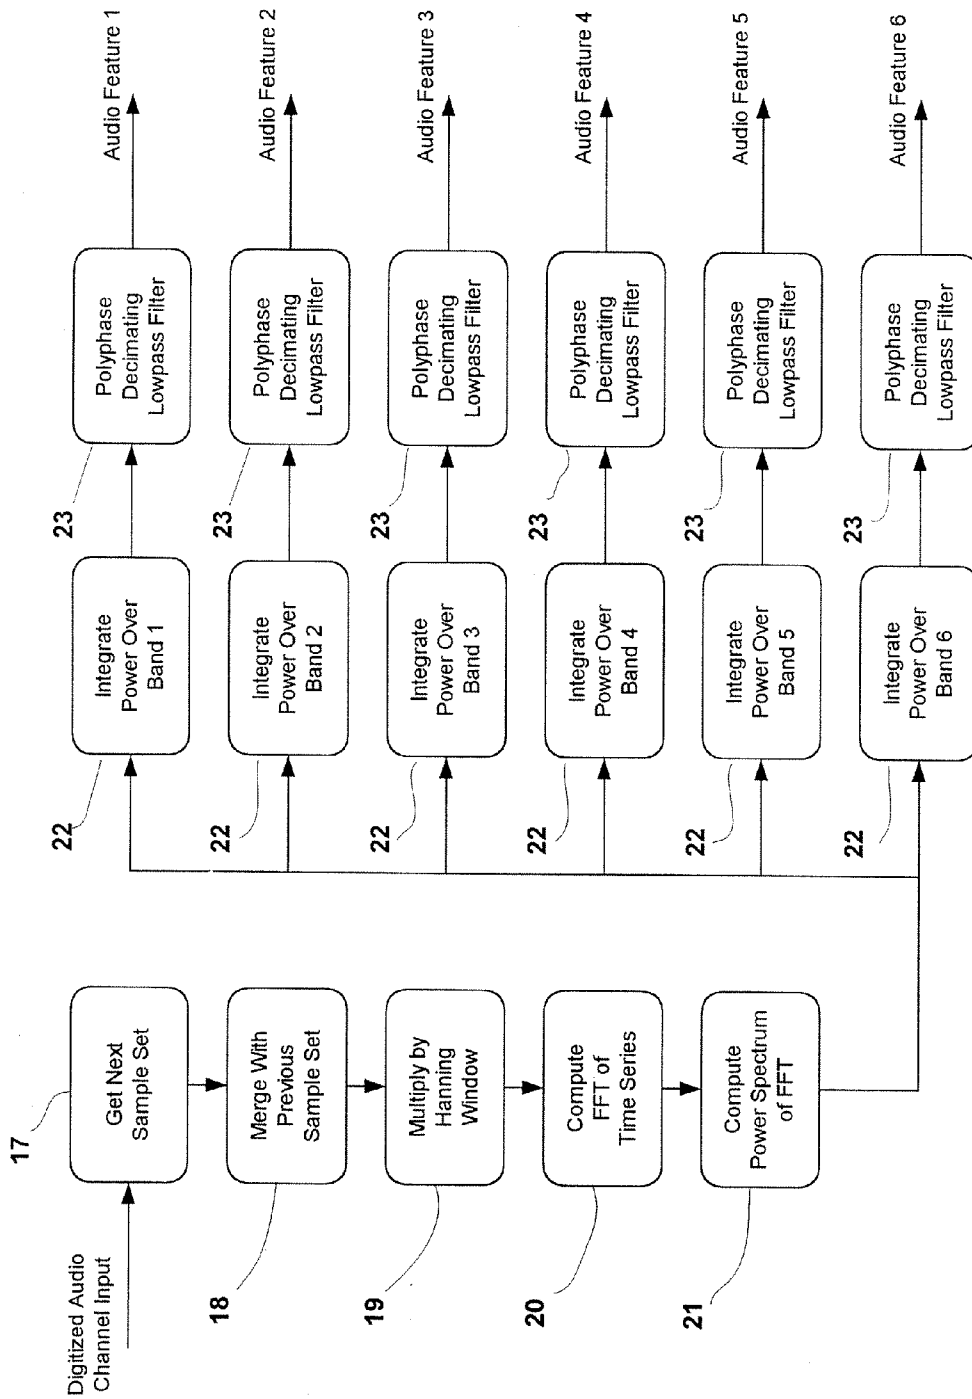 Digitized Audio
Channel Input
17
Get Next
Sample Set
18
Merge With
Previous
Sample Set
19
Multiply by
Hanning
Window
20
Compute
FFT of
Time Series
21
Compute
Power Spectrum
of FFT
22
Integrate
Power Over
Band 1
23
Polyphase
Decimating
Lowpass Filter
Audio Feature 1
22
Integrate
Power Over
Band 2
23
Polyphase
Decimating
Lowpass Filter
Audio Feature 2
22
Integrate
Power Over
Band 3
23
Polyphase
Decimating
Lowpass Filter
Audio Feature 3
22
Integrate
Power Over
Band 4
23
Polyphase
Decimating
Lowpass Filter
Audio Feature 4
22
Integrate
Power Over
Band 5
23
Polyphase
Decimating
Lowpass Filter
Audio Feature 5
22
Integrate
Power Over
Band 6
23
Polyphase
Decimating
Lowpass Filter
Audio Feature 6